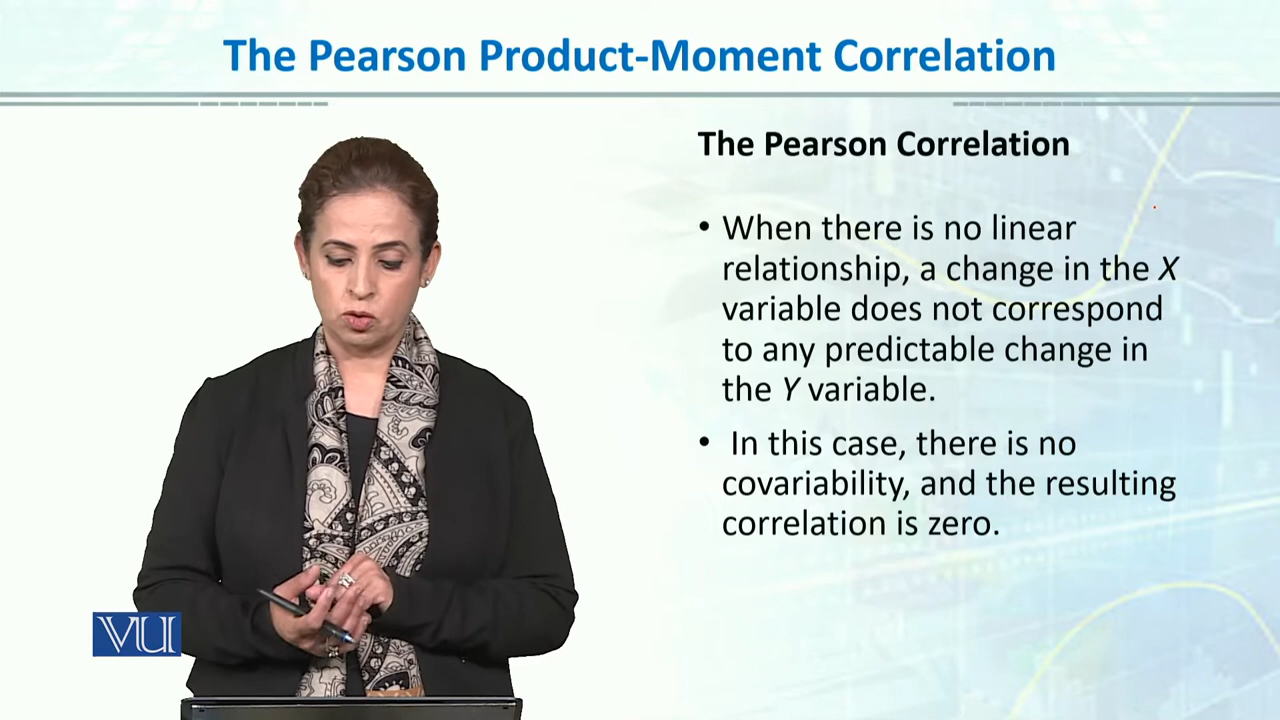 The Pearson Product-Moment Correlation
The Pearson Correlation
• When there is no linear
relationship, a change in the X
variable does not correspond
to any predictable change in
the Y variable.
• In this case, there is no
covariability, and the resulting
correlation is zero.
VU